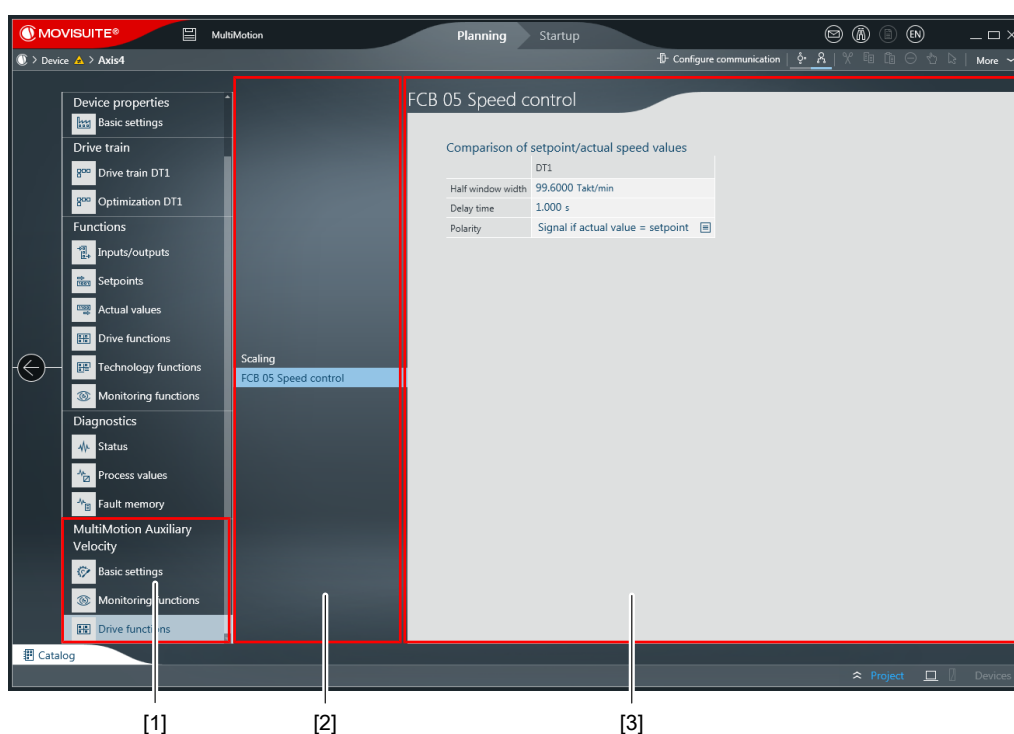 MOVISUITE® MultiMotion Planning Startup EN
> Device > Axis4 Configure communication More
Device properties
Basic settings
Drive train
Drive train DT1
Optimization DT1
Functions
Inputs/outputs
Setpoints
Actual values
Drive functions
Technology functions
Monitoring functions
Diagnostics
Status
Process values
Fault memory
MultiMotion Auxiliary
Velocity
Basic settings
Monitoring functions
Drive functions
Scaling
FCB 05 Speed control
FCB 05 Speed control
Comparison of setpoint/actual speed values
DT1
Half window width 99.6000 Takt/min
Delay time 1.000 s
Polarity Signal if actual value = setpoint
Catalog
Project Devices
[1] [2] [3]